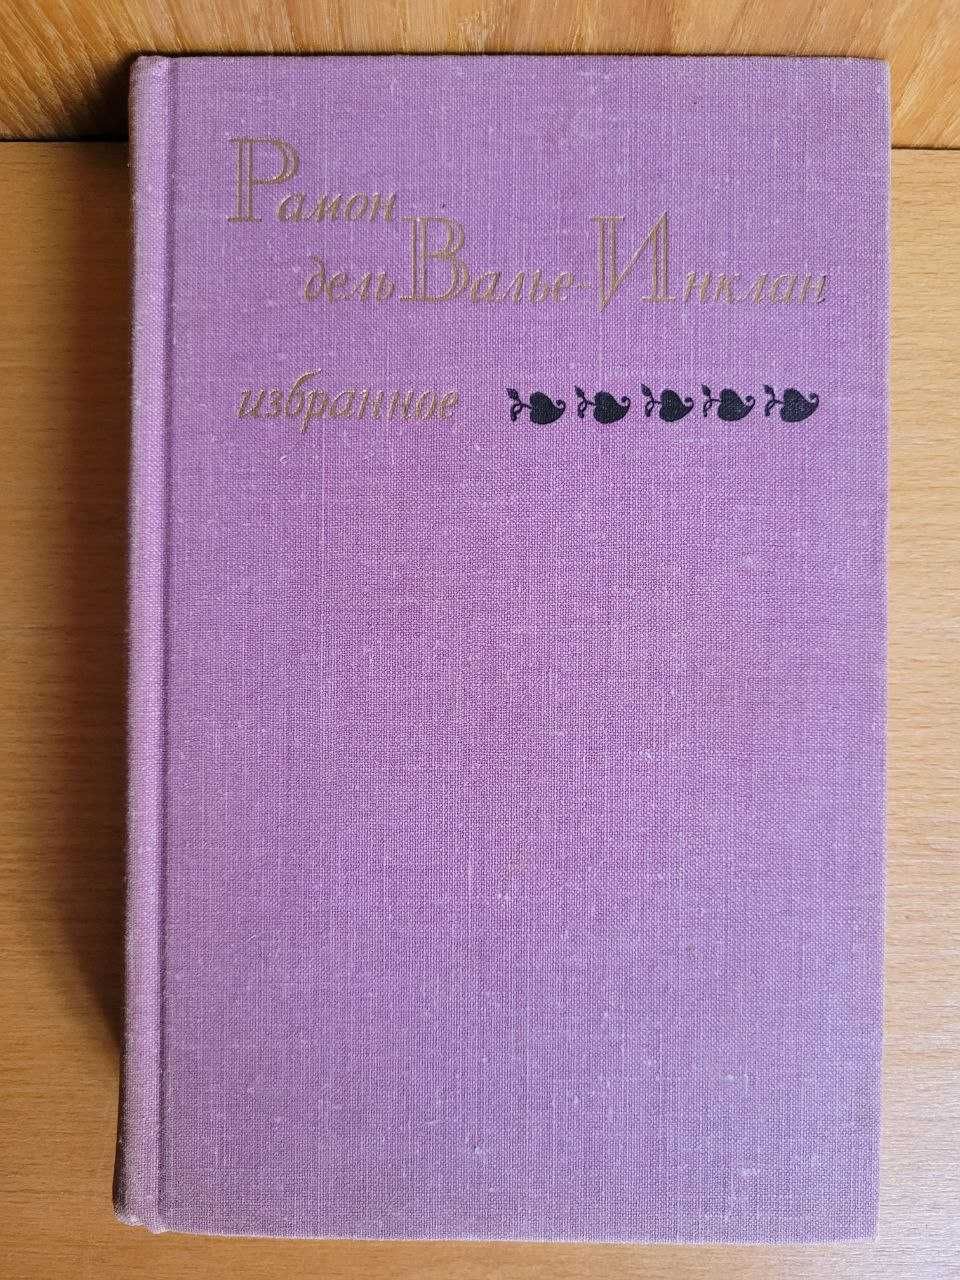 Рамон
дель Валье-Инклан
избранное